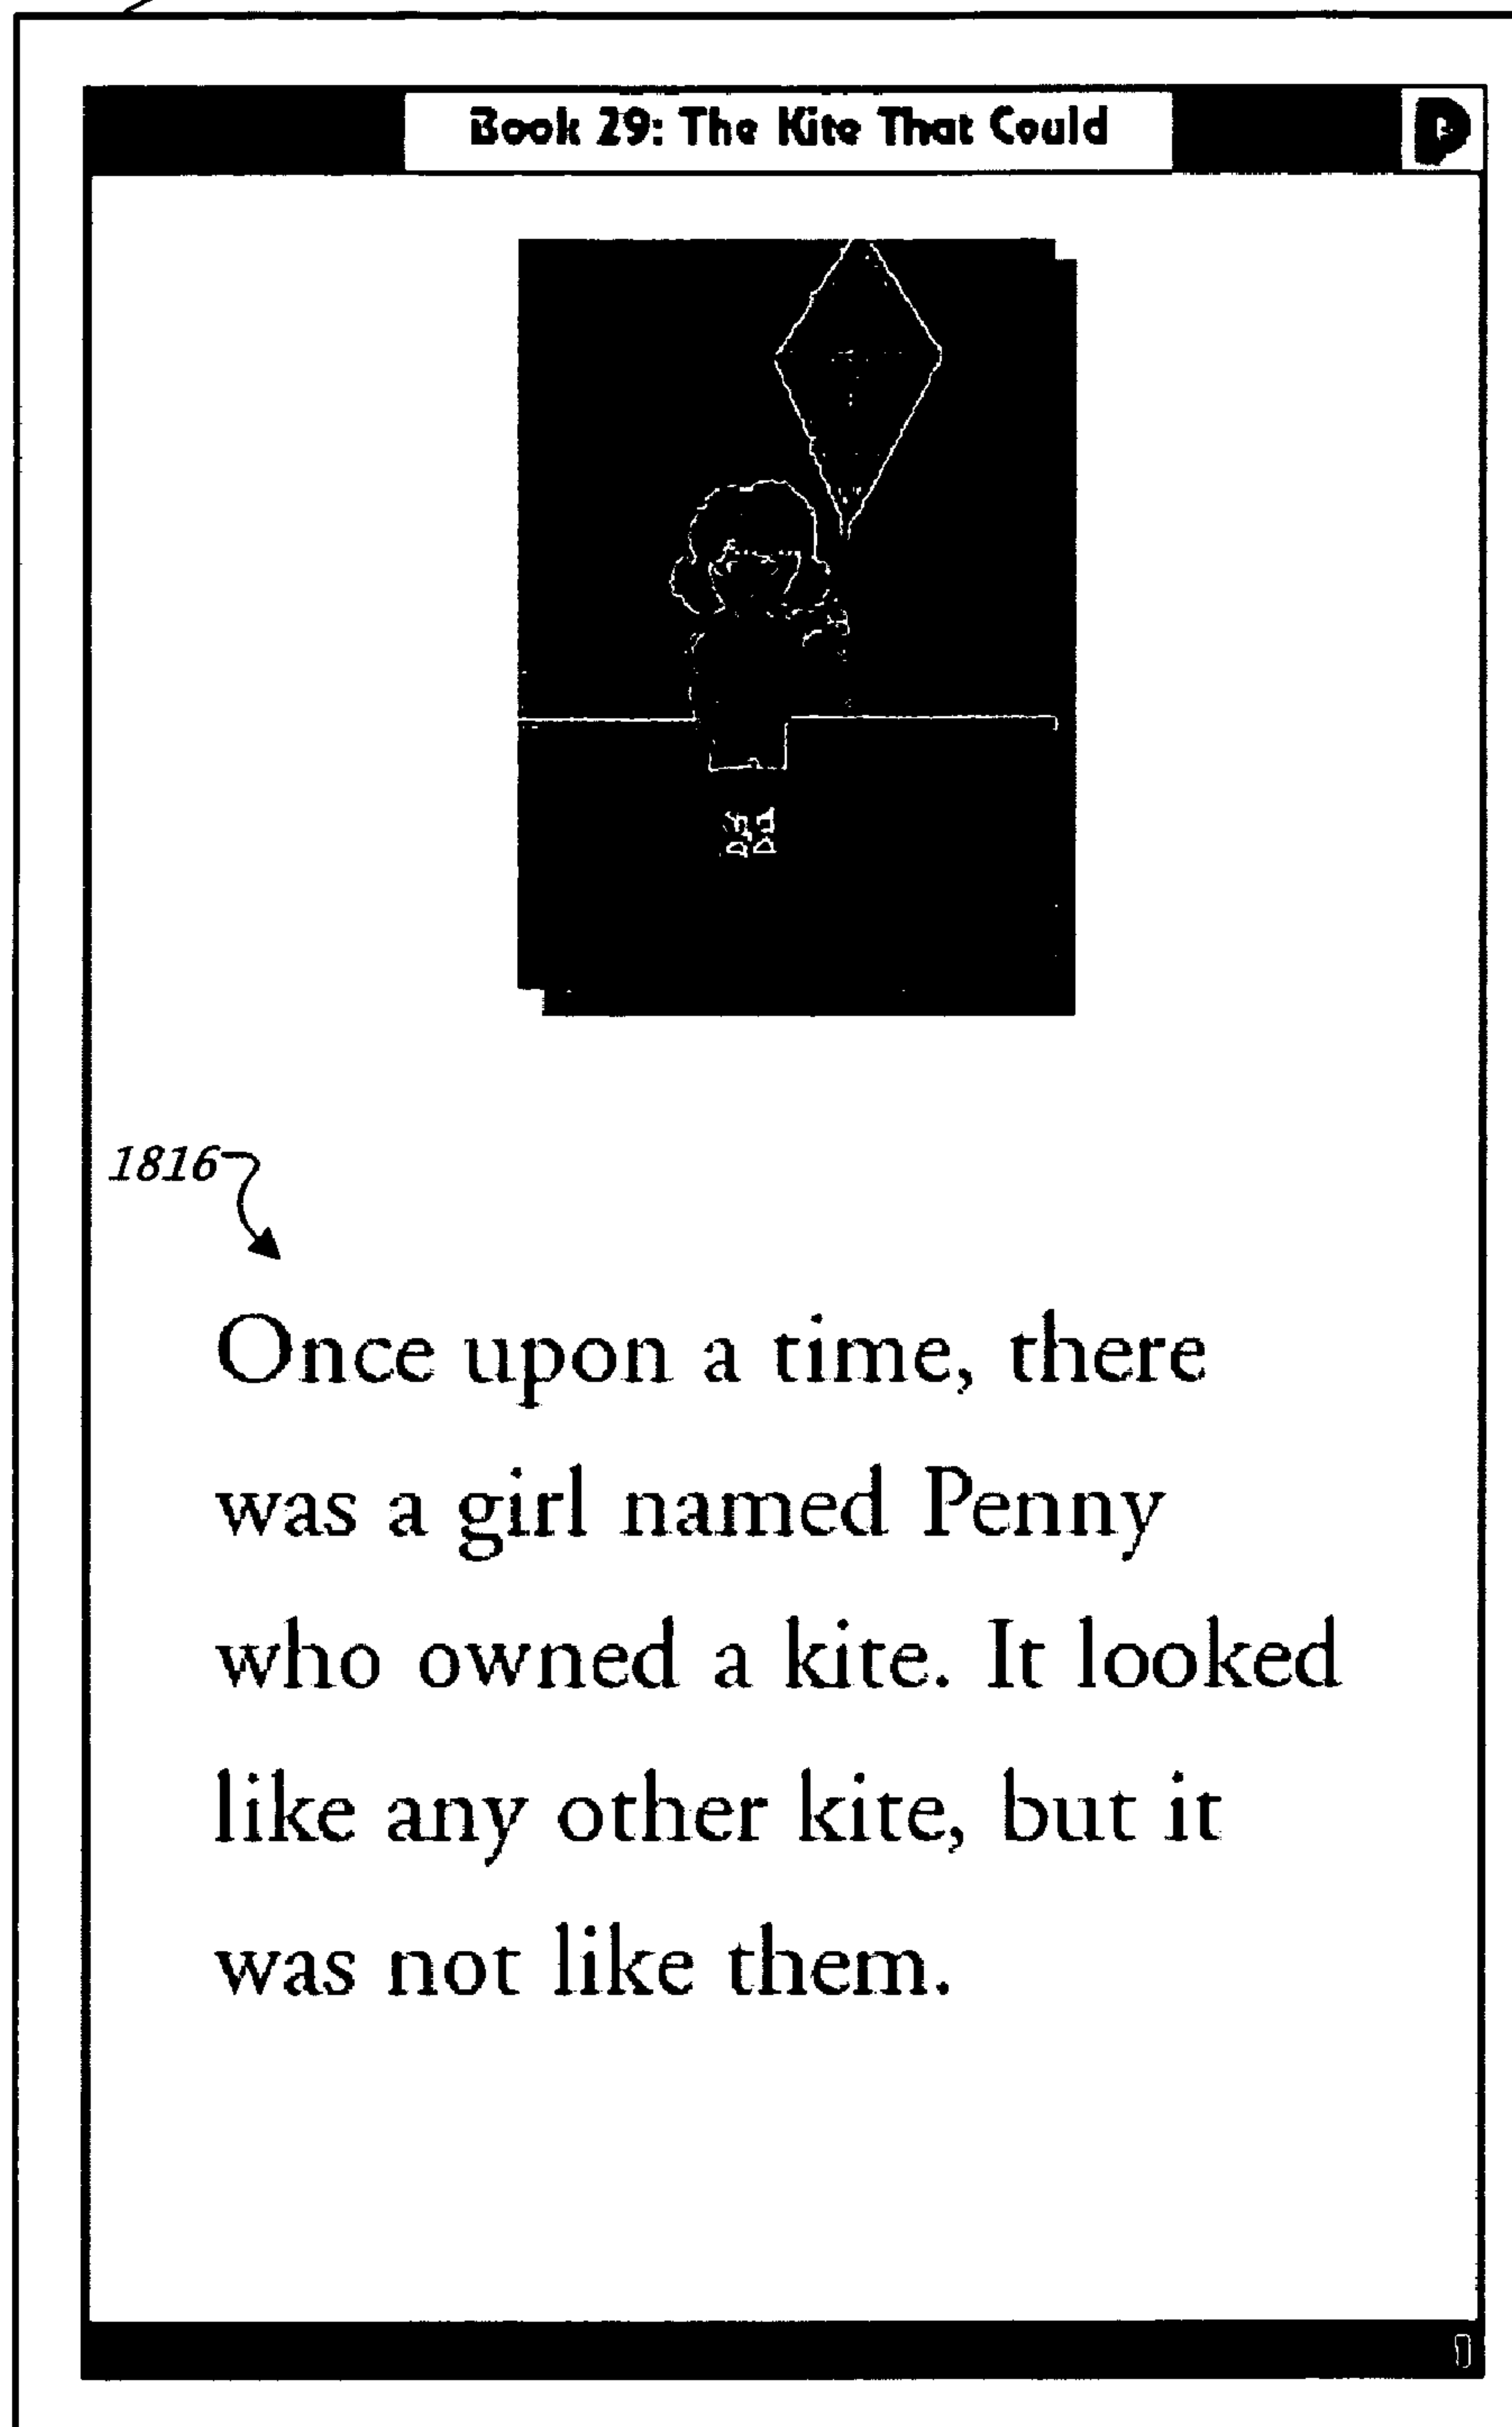 Book 29: The Kite That Could
P
1816
Once upon a time, there
was a girl named Penny
who owned a kite. It looked
like any other kite, but it
was not like them.